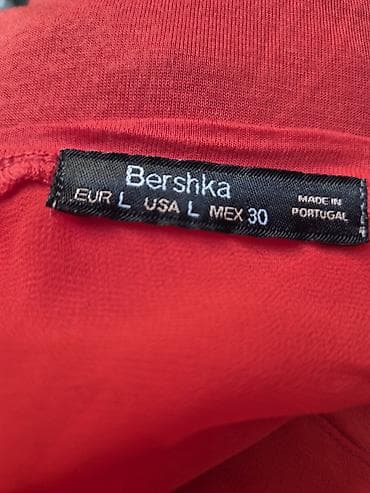 Bershka
EUR L USA L MEX 30
MADE IN
PORTUGAL